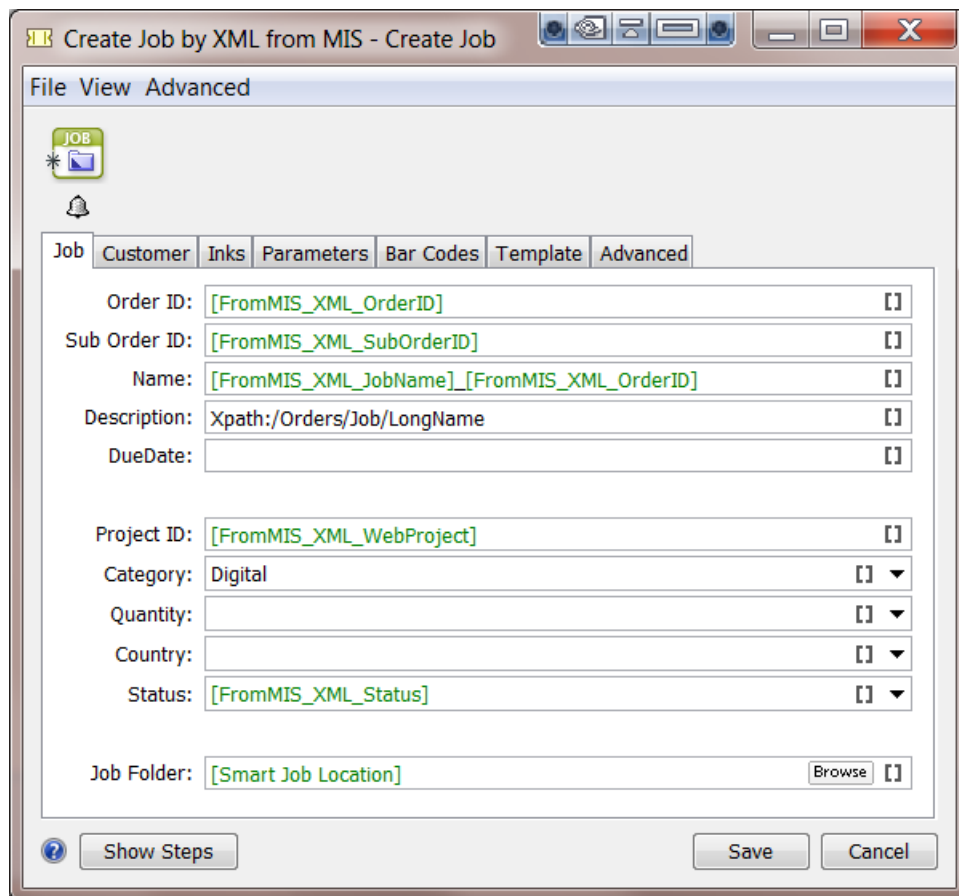 Create Job by XML from MIS - Create Job
File View Advanced
JOB
Job Customer Inks Parameters Bar Codes Template Advanced
Order ID: [FromMIS_XML_OrderID] []
Sub Order ID: [FromMIS_XML_SubOrderID] []
Name: [FromMIS_XML_JobName]_[FromMIS_XML_OrderID] []
Description: Xpath:/Orders/Job/LongName []
DueDate: []
Project ID: [FromMIS_XML_WebProject] []
Category: Digital []
Quantity: []
Country: []
Status: [FromMIS_XML_Status] []
Job Folder: [Smart Job Location] Browse []
? Show Steps Save Cancel